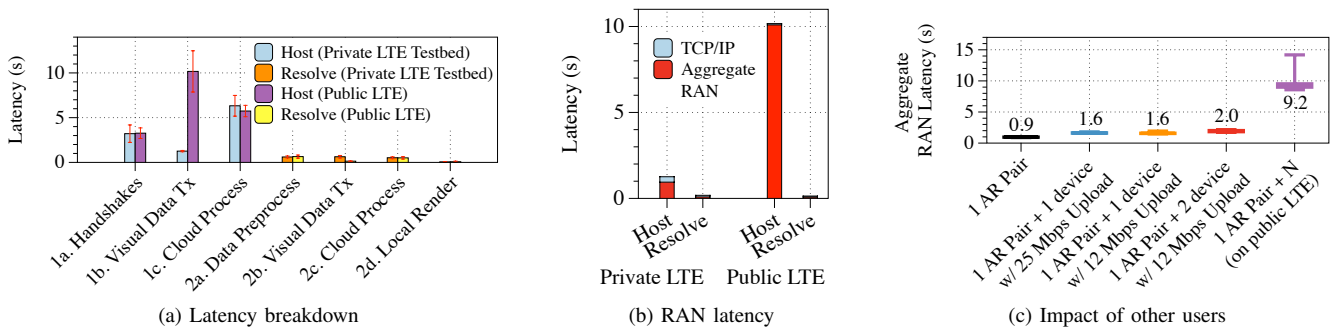 Latency (s)
10
5
0
Host (Private LTE Testbed)
Resolve (Private LTE Testbed)
Host (Public LTE)
Resolve (Public LTE)
1a. Handshakes
1b. Visual Data Tx
1c. Cloud Process
2a. Data Preprocess
2b. Visual Data Tx
2c. Cloud Process
2d. Local Render
(a) Latency breakdown
Latency (s)
10
5
0
TCP/IP
Aggregate
RAN
Host
Resolve
Host
Resolve
Private LTE
Public LTE
(b) RAN latency
Aggregate
RAN Latency (s)
15
10
5
0
0.9
1.6
1.6
2.0
9.2
1 AR Pair
1 AR Pair + 1 device
w/ 25 Mbps Upload
1 AR Pair + 1 device
w/ 12 Mbps Upload
1 AR Pair + 2 device
w/ 12 Mbps Upload
1 AR Pair + N
(on public LTE)
(c) Impact of other users